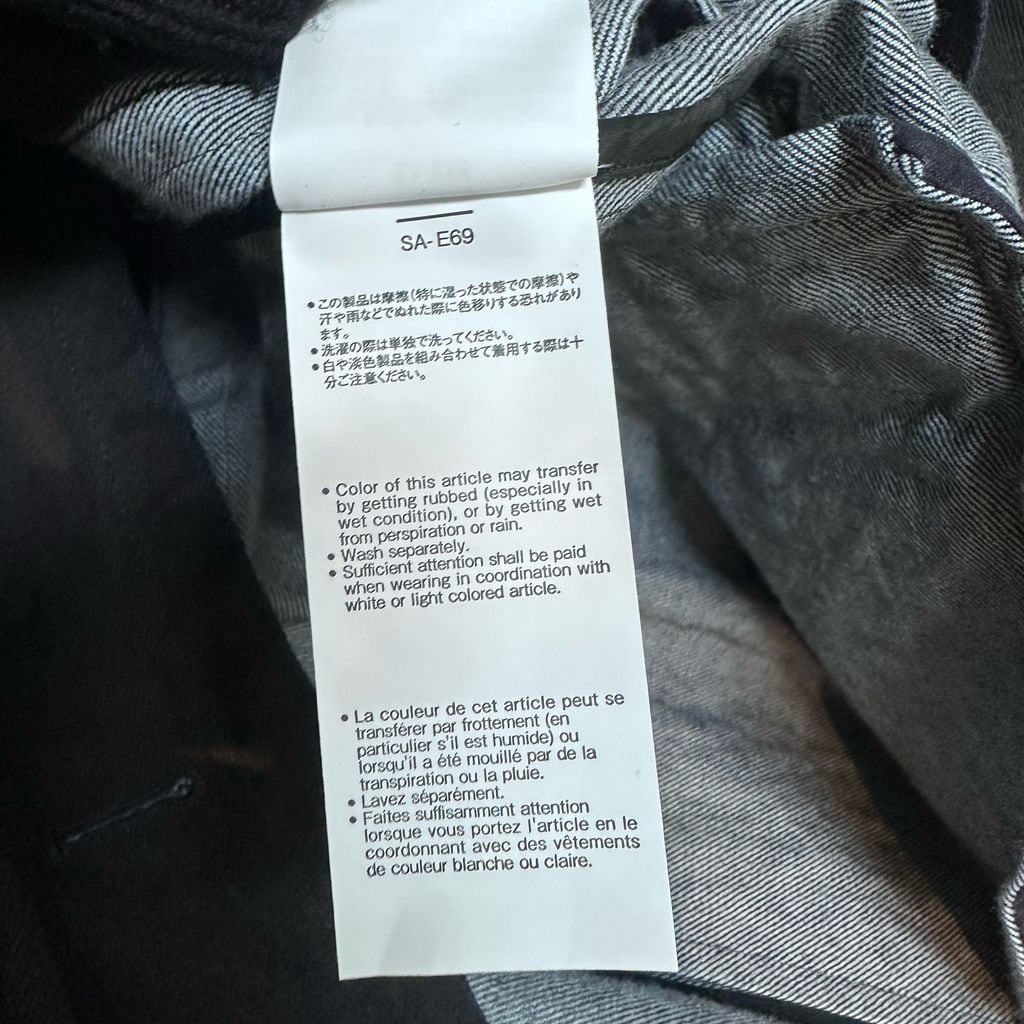 SA-E69
•この製品は摩擦(特に湿った状態での摩擦)や
汗や雨などでぬれた際に色移りする恐れがあり
ます。
•洗濯の際は単独で洗ってください。
•白や淡色製品を組み合わせて着用する際は十
分ご注意ください。
• Color of this article may transfer
by getting rubbed (especially in
wet condition), or by getting wet
from perspiration or rain.
• Wash separately.
• Sufficient attention shall be paid
when wearing in coordination with
white or light colored article.
• La couleur de cet article peut se
transférer par frottement (en
particulier s'il est humide) ou
lorsqu'il a été mouillé par de la
transpiration ou la pluie.
• Lavez séparément.
• Faites suffisamment attention
lorsque vous portez l'article en le
coordonnant avec des vêtements
de couleur blanche ou claire.